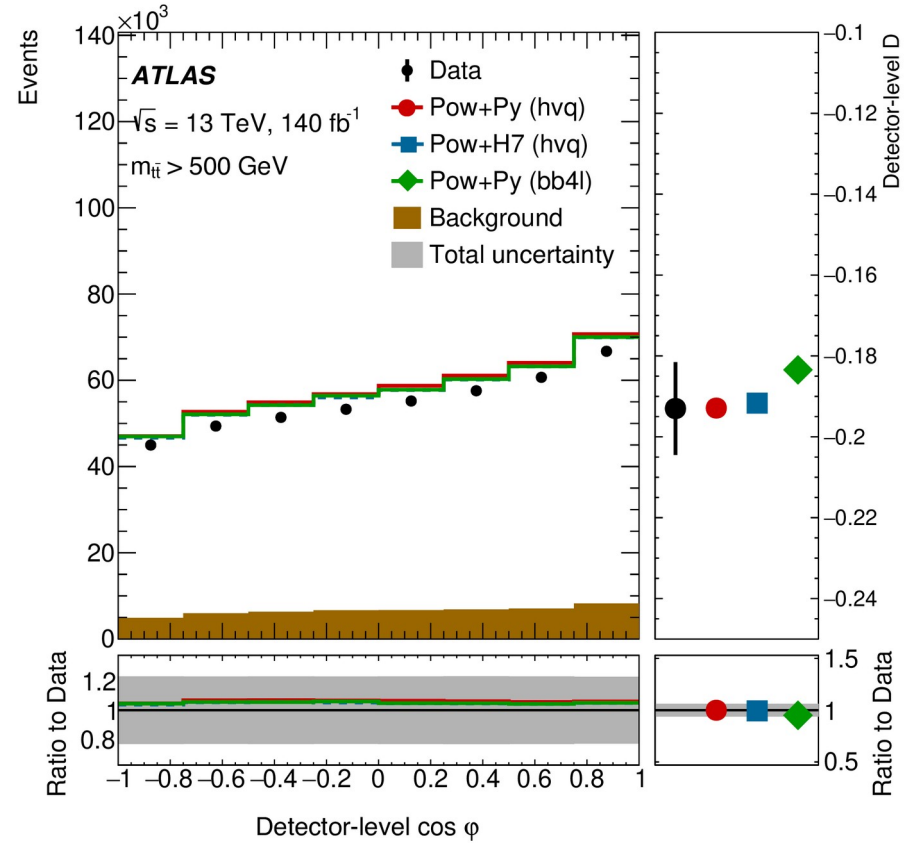 ×10³
Events
140
120
100
80
60
40
20
0
ATLAS
√s = 13 TeV, 140 fb⁻¹
m_tt̄ > 500 GeV
Data
Pow+Py (hvq)
Pow+H7 (hvq)
Pow+Py (bb4l)
Background
Total uncertainty
Detector-level D
−0.1
−0.12
−0.14
−0.16
−0.18
−0.2
−0.22
−0.24
Ratio to Data
1.2
1
0.8
−1 −0.8 −0.6 −0.4 −0.2 0 0.2 0.4 0.6 0.8 1
Detector-level cos φ
1.5
1
0.5
Ratio to Data